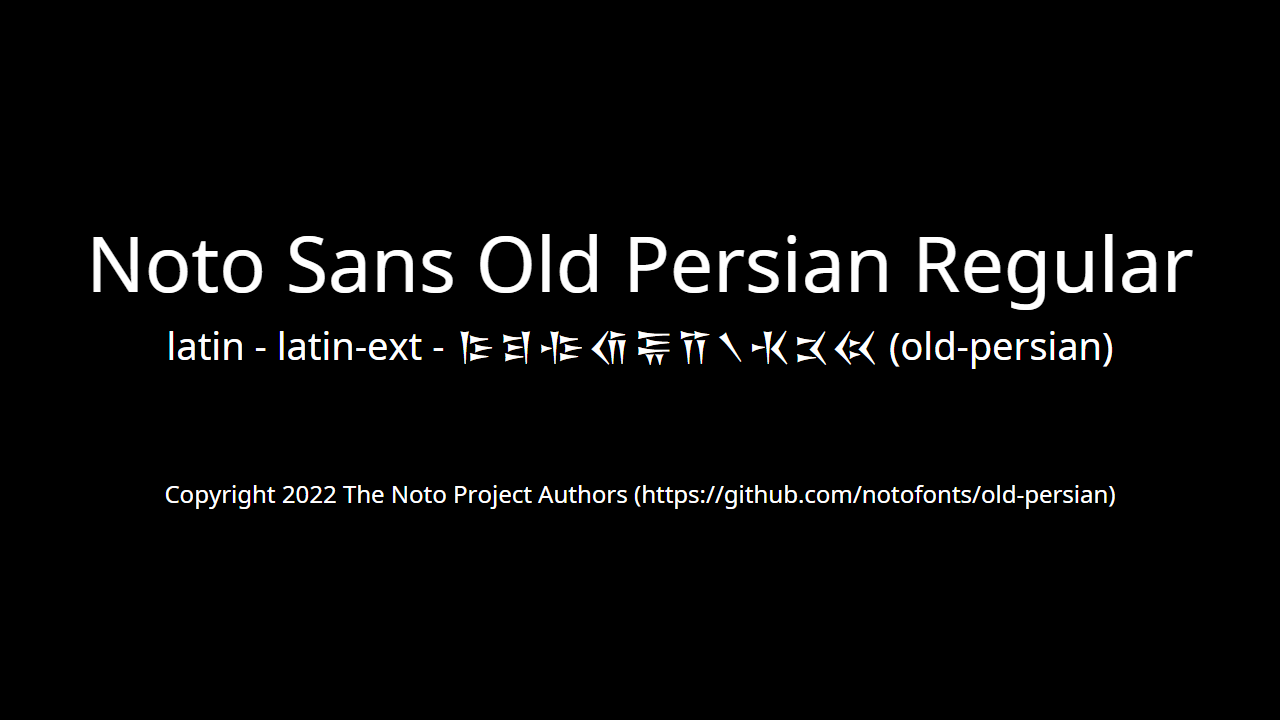 Noto Sans Old Persian Regular
latin - latin-ext - (old-persian)
Copyright 2022 The Noto Project Authors (https://github.com/notofonts/old-persian)